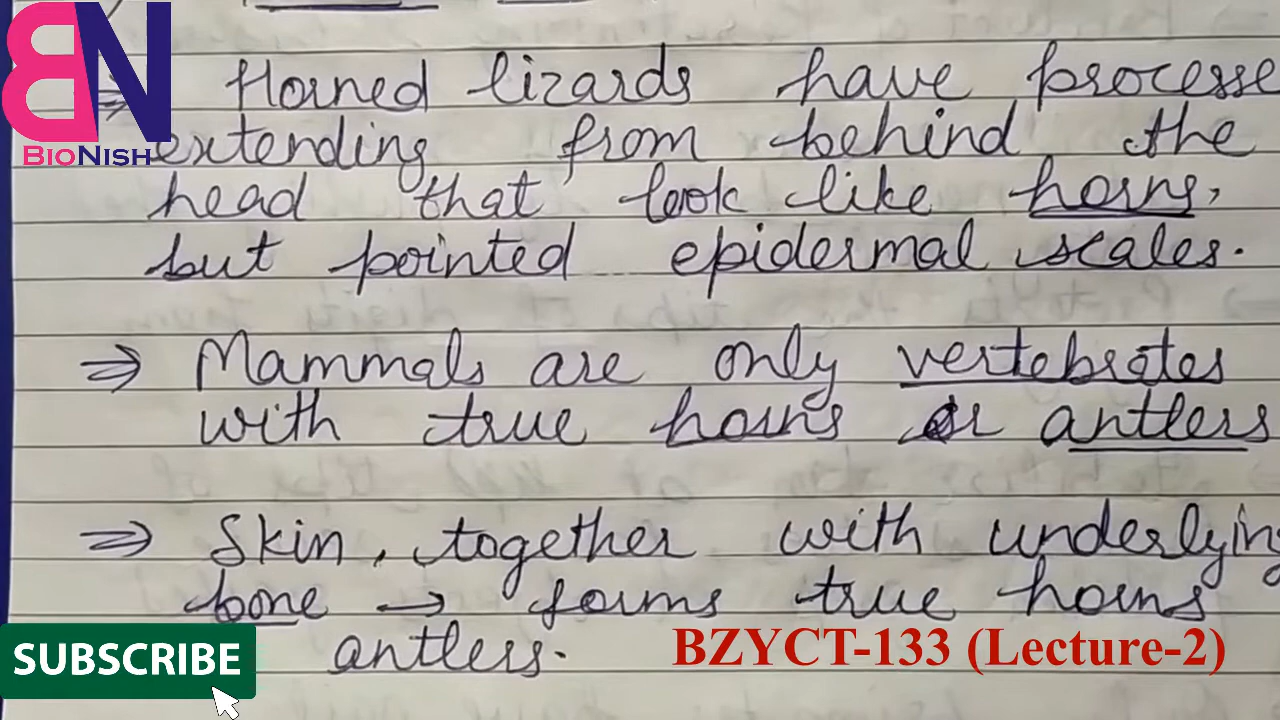 BN
BIONISH
⇒ Horned lizards have processe
extending from behind the
head that look like horns,
but pointed epidermal scales.
⇒ Mammals are only vertebrates
with true horns or antlers
⇒ Skin, together with underlying
bone → forms true horns
antlers.
SUBSCRIBE
BZYCT-133 (Lecture-2)